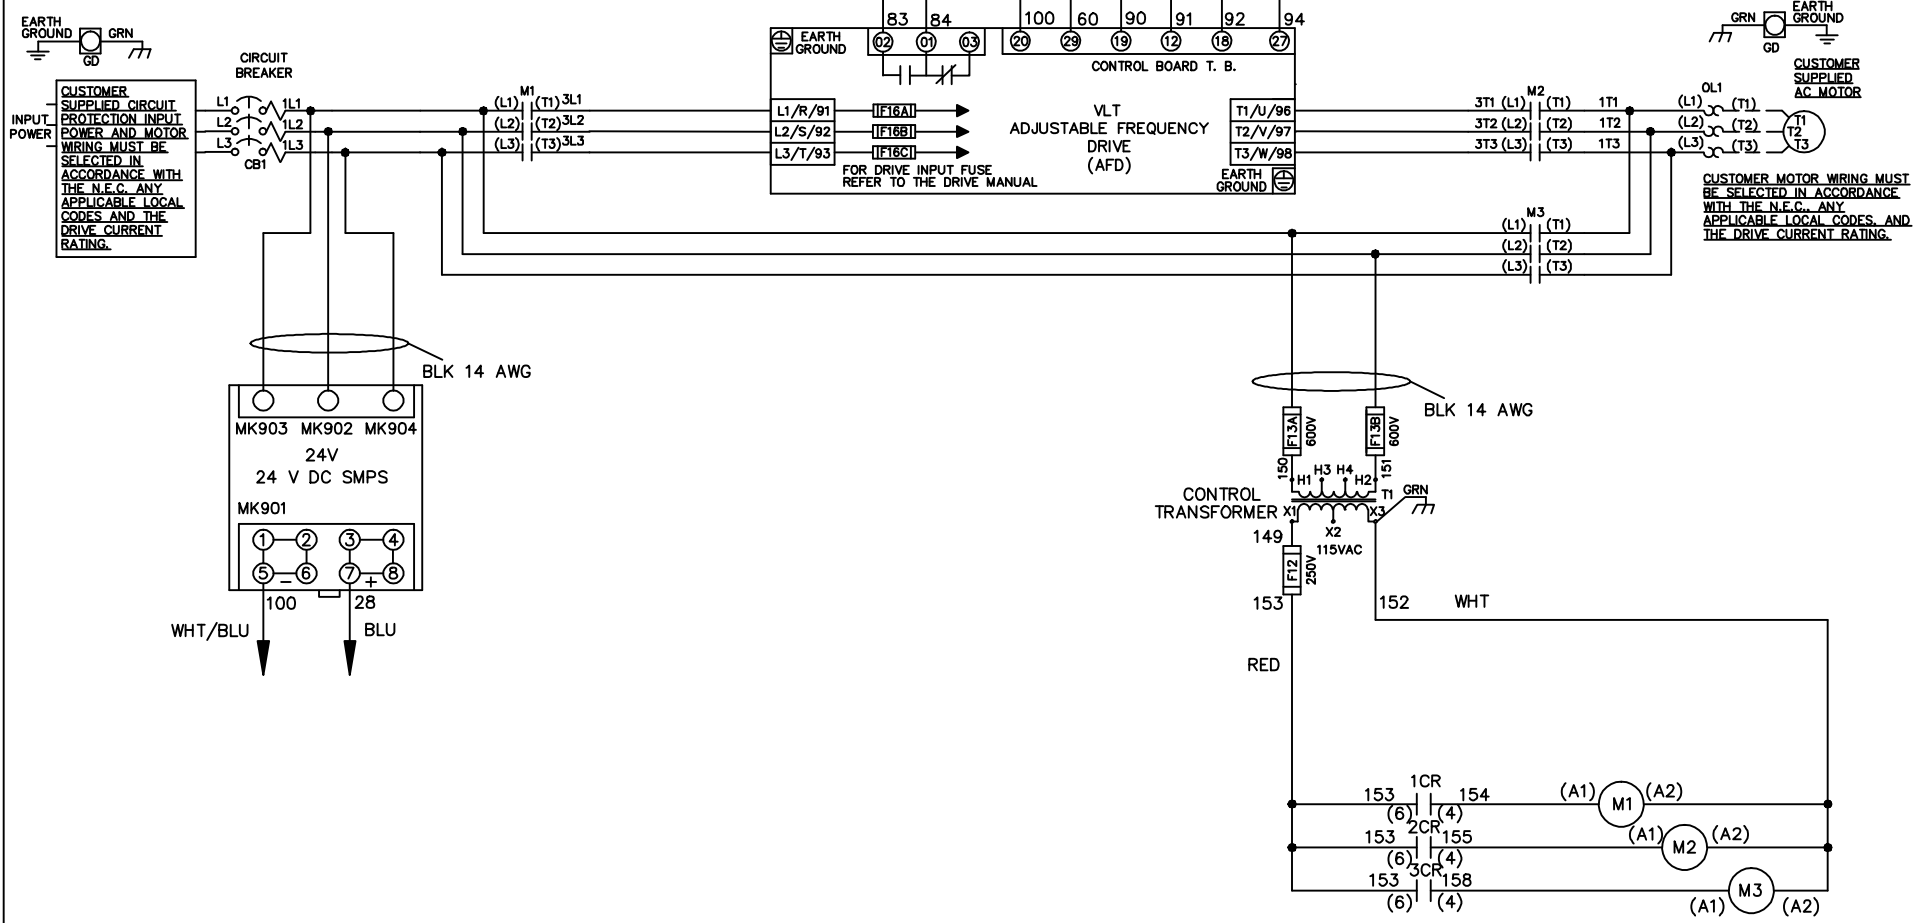 EARTH
GROUND
GRN
GD
CIRCUIT
BREAKER
83 84 100 60 90 91 92 94
EARTH
GROUND
02 01 03 20 29 19 12 18 27
CONTROL BOARD T. B.
GRN
EARTH
GROUND
GD
CUSTOMER
SUPPLIED
AC MOTOR
INPUT
POWER
CUSTOMER
SUPPLIED CIRCUIT
PROTECTION INPUT
POWER AND MOTOR
WIRING MUST BE
SELECTED IN
ACCORDANCE WITH
THE N.E.C. ANY
APPLICABLE LOCAL
CODES AND THE
DRIVE CURRENT
RATING.
L1 1L1
L2 1L2
L3 1L3
CB1
M1
(L1) (T1) 3L1
(L2) (T2) 3L2
(L3) (T3) 3L3
L1/R/91 F16A
L2/S/92 F16B
L3/T/93 F16C
FOR DRIVE INPUT FUSE
REFER TO THE DRIVE MANUAL
VLT
ADJUSTABLE FREQUENCY
DRIVE
(AFD)
T1/U/96
T2/V/97
T3/W/98
EARTH
GROUND
M2
3T1 (L1) (T1) 1T1
3T2 (L2) (T2) 1T2
3T3 (L3) (T3) 1T3
OL1
(L1) (T1)
(L2) (T2)
(L3) (T3)
T1
T2
T3
CUSTOMER MOTOR WIRING MUST
BE SELECTED IN ACCORDANCE
WITH THE N.E.C., ANY
APPLICABLE LOCAL CODES, AND
THE DRIVE CURRENT RATING.
M3
(L1) (T1)
(L2) (T2)
(L3) (T3)
BLK 14 AWG
MK903 MK902 MK904
24V
24 V DC SMPS
MK901
1 2 3 4
5 - 6 7 + 8
100 28
WHT/BLU BLU
BLK 14 AWG
F13A
600V
F13B
600V
150
151
H1 H3 H4 H2
T1
GRN
CONTROL
TRANSFORMER
X1 X3
X2
149
115VAC
F12
250V
153
152 WHT
RED
1CR
153 154 (A1) M1 (A2)
(6) (4)
2CR
153 155 (A1) M2 (A2)
(6) (4)
3CR
153 158 M3
(6) (4) (A1) (A2)